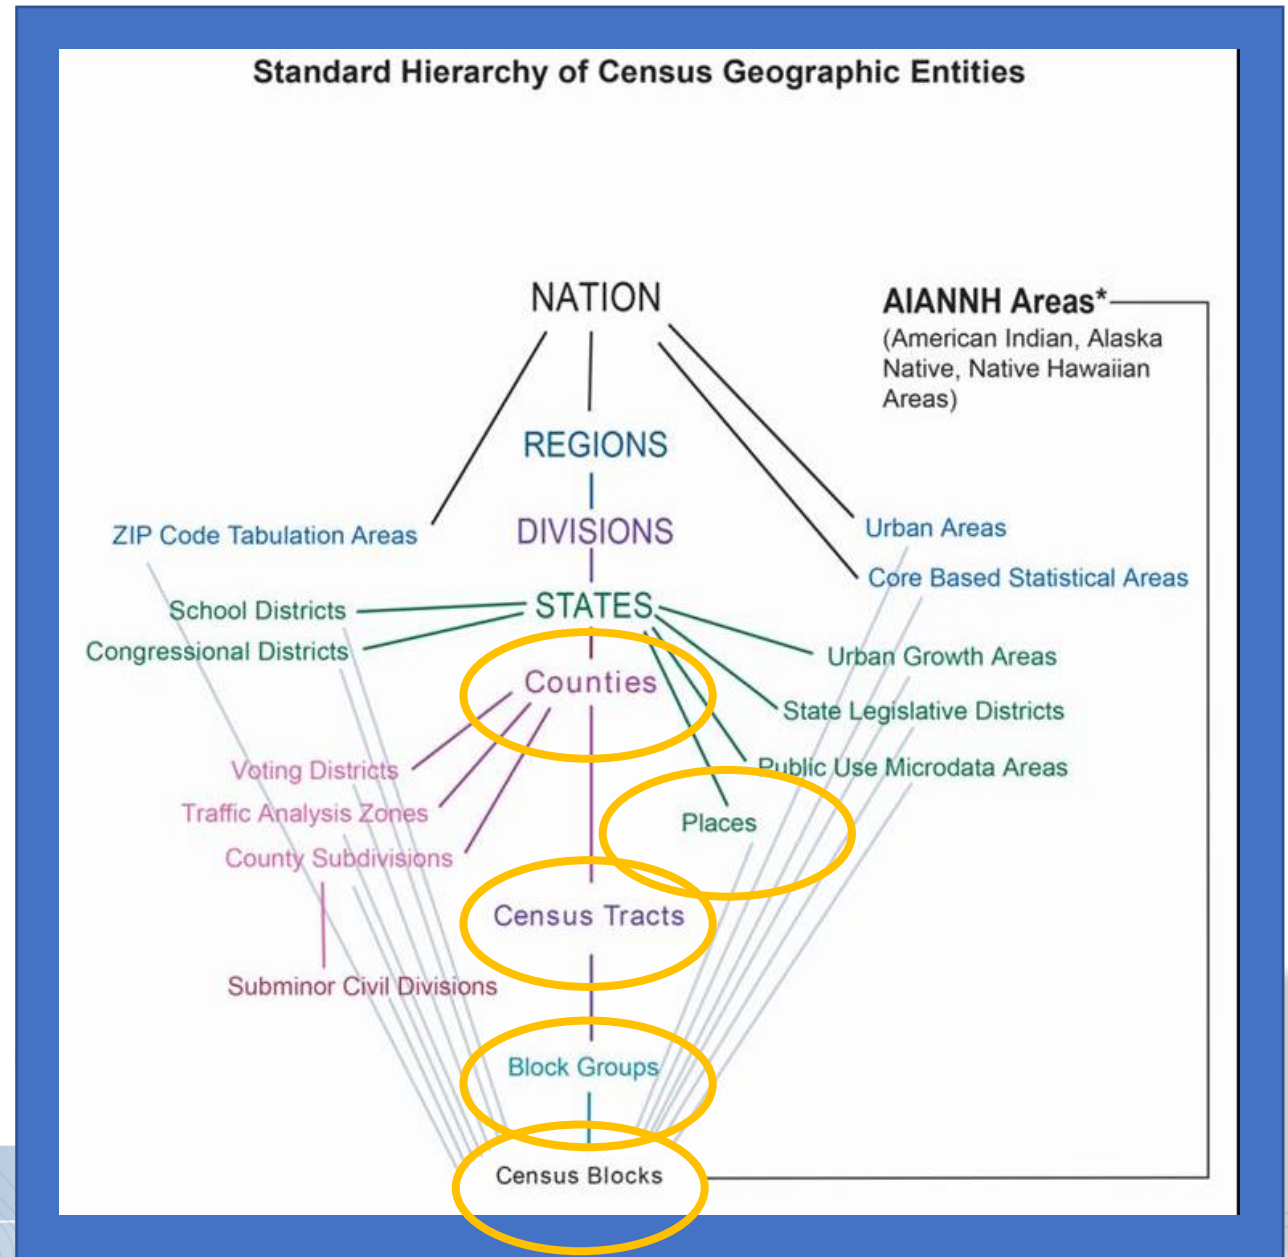 Standard Hierarchy of Census Geographic Entities
NATION
AIANNH Areas*
(American Indian, Alaska
Native, Native Hawaiian
Areas)
REGIONS
ZIP Code Tabulation Areas
DIVISIONS
Urban Areas
Core Based Statistical Areas
School Districts
STATES
Congressional Districts
Urban Growth Areas
Counties
State Legislative Districts
Voting Districts
Public Use Microdata Areas
Traffic Analysis Zones
Places
County Subdivisions
Census Tracts
Subminor Civil Divisions
Block Groups
Census Blocks